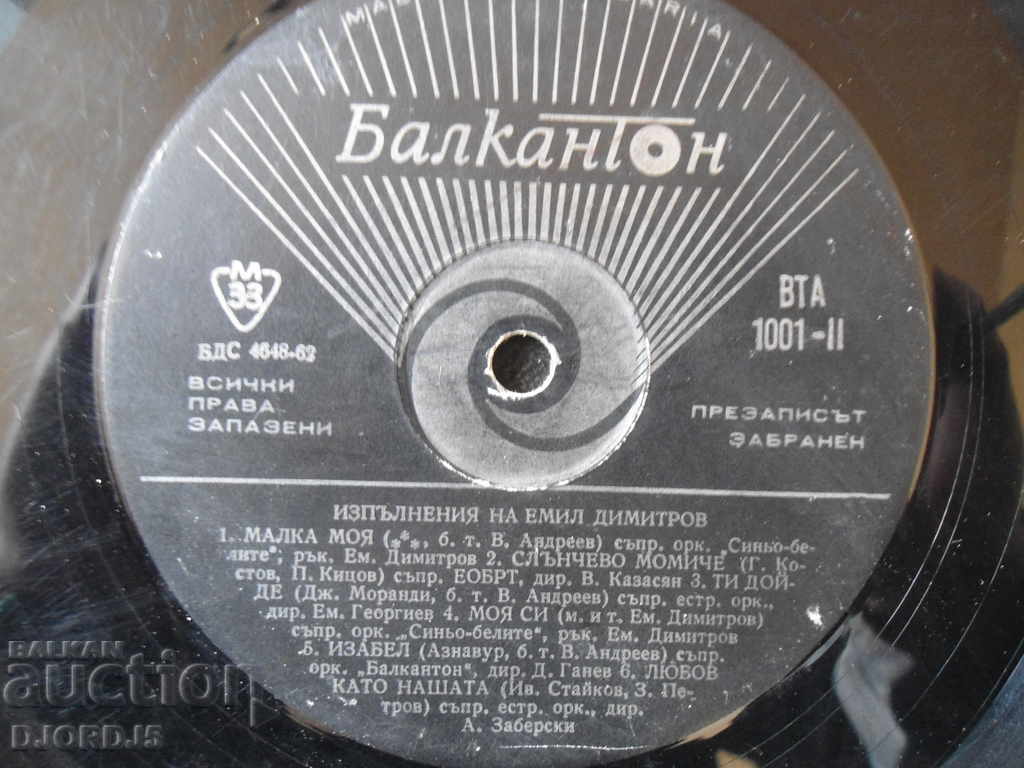 Балкантон
М
33
БДС 4648-62
ВСИЧКИ
ПРАВА
ЗАПАЗЕНИ
ВТА
1001-II
ПРЕЗАПИСЪТ
ЗАБРАНЕН
ИЗПЪЛНЕНИЯ НА ЕМИЛ ДИМИТРОВ
1. МАЛКА МОЯ (***, б. т. В. Андреев) съпр. орк. „Синьо-бе-
лите“; рък. Ем. Димитров 2. СЛЪНЧЕВО МОМИЧЕ (Г. Ко-
стов, П. Кицов) съпр. ЕОБРТ, дир. В. Казасян 3. ТИ ДОЙ-
ДЕ (Дж. Моранди, б. т. В. Андреев) съпр. естр. орк.,
дир. Ем. Георгиев 4. МОЯ СИ (м. и т. Ем. Димитров)
съпр. орк. „Синьо-белите“, рък. Ем. Димитров
5. ИЗАБЕЛ (Азнавур, б. т. В. Андреев) съпр.
орк. „Балкантон“, дир. Д. Ганев 6. ЛЮБОВ
КАТО НАШАТА (Ив. Стайков, З. Пе-
тров) съпр. естр. орк., дир.
А. Заберски
BALKAN
auction
DJORDJ5